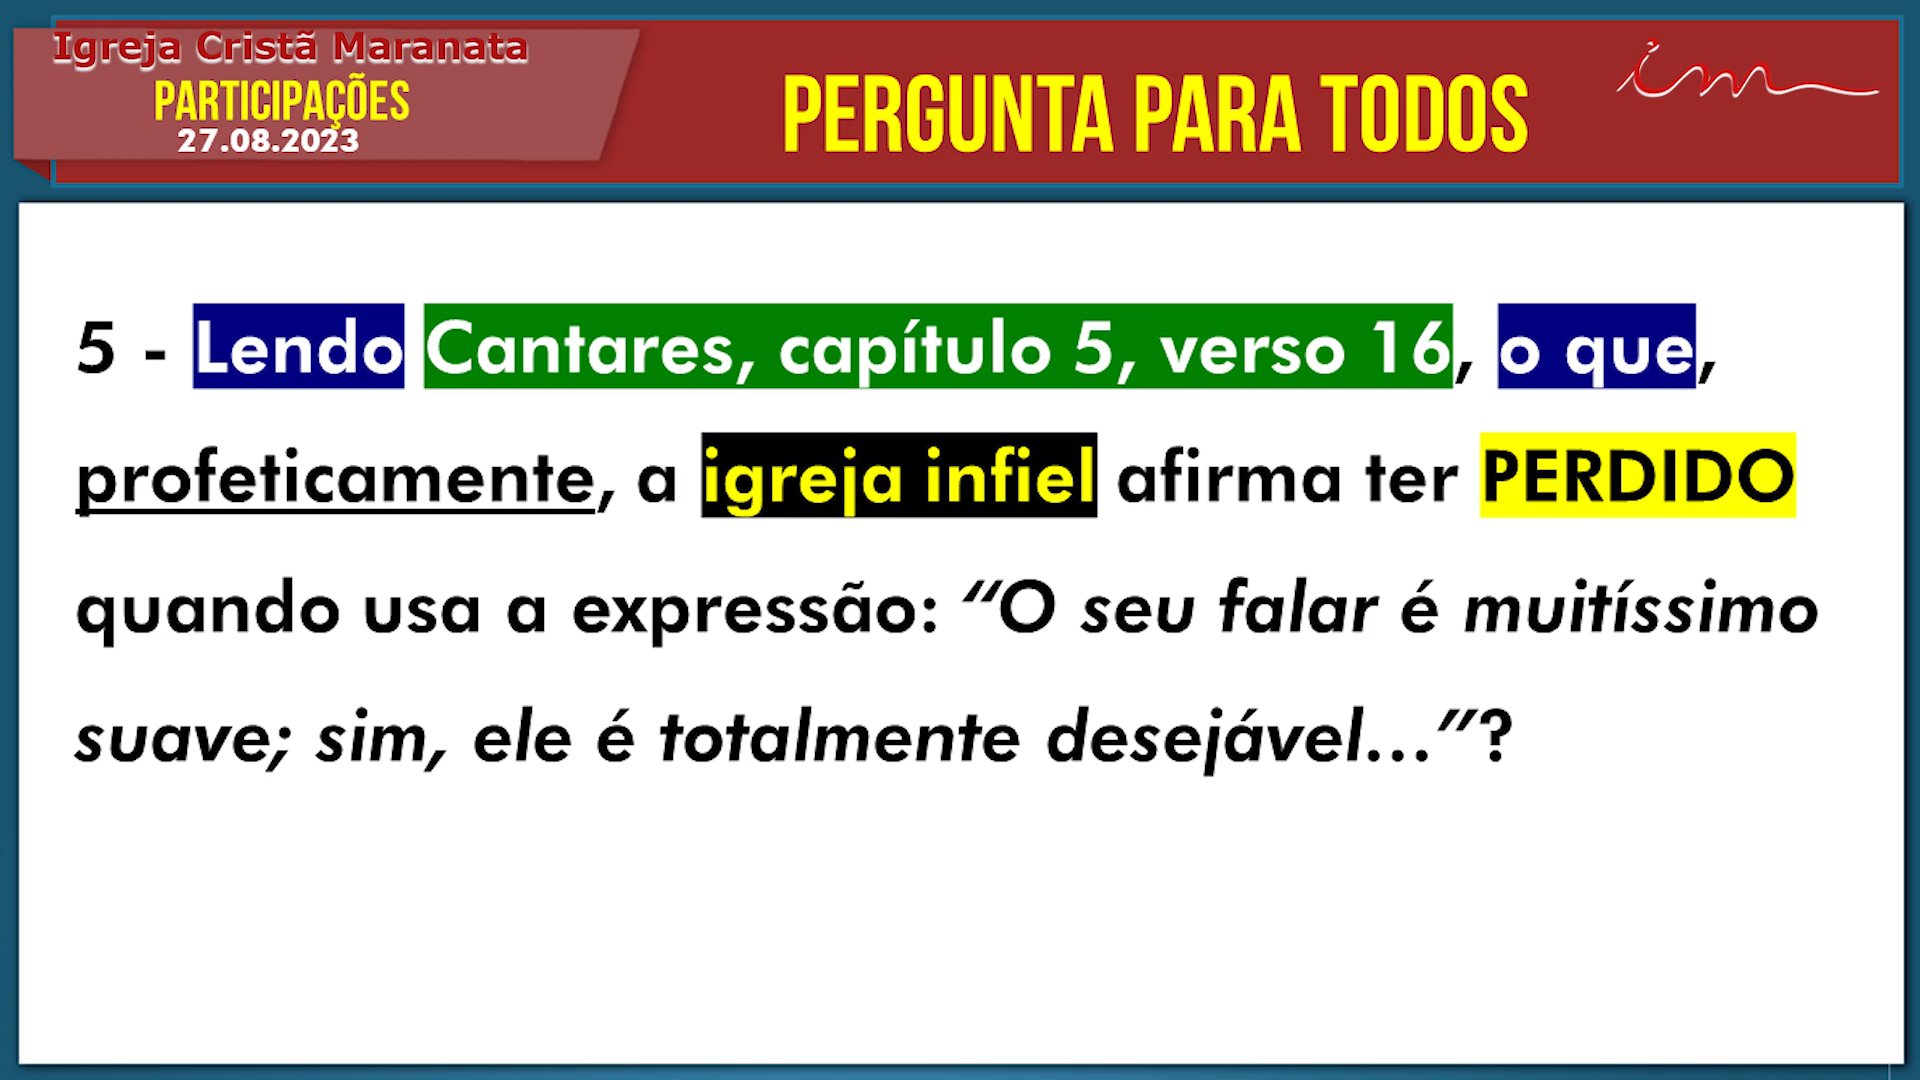 Igreja Cristã Maranata
PARTICIPAÇÕES
27.08.2023
PERGUNTA PARA TODOS
im
5 - Lendo Cantares, capítulo 5, verso 16, o que,
profeticamente, a igreja infiel afirma ter PERDIDO
quando usa a expressão: “O seu falar é muitíssimo
suave; sim, ele é totalmente desejável...”?